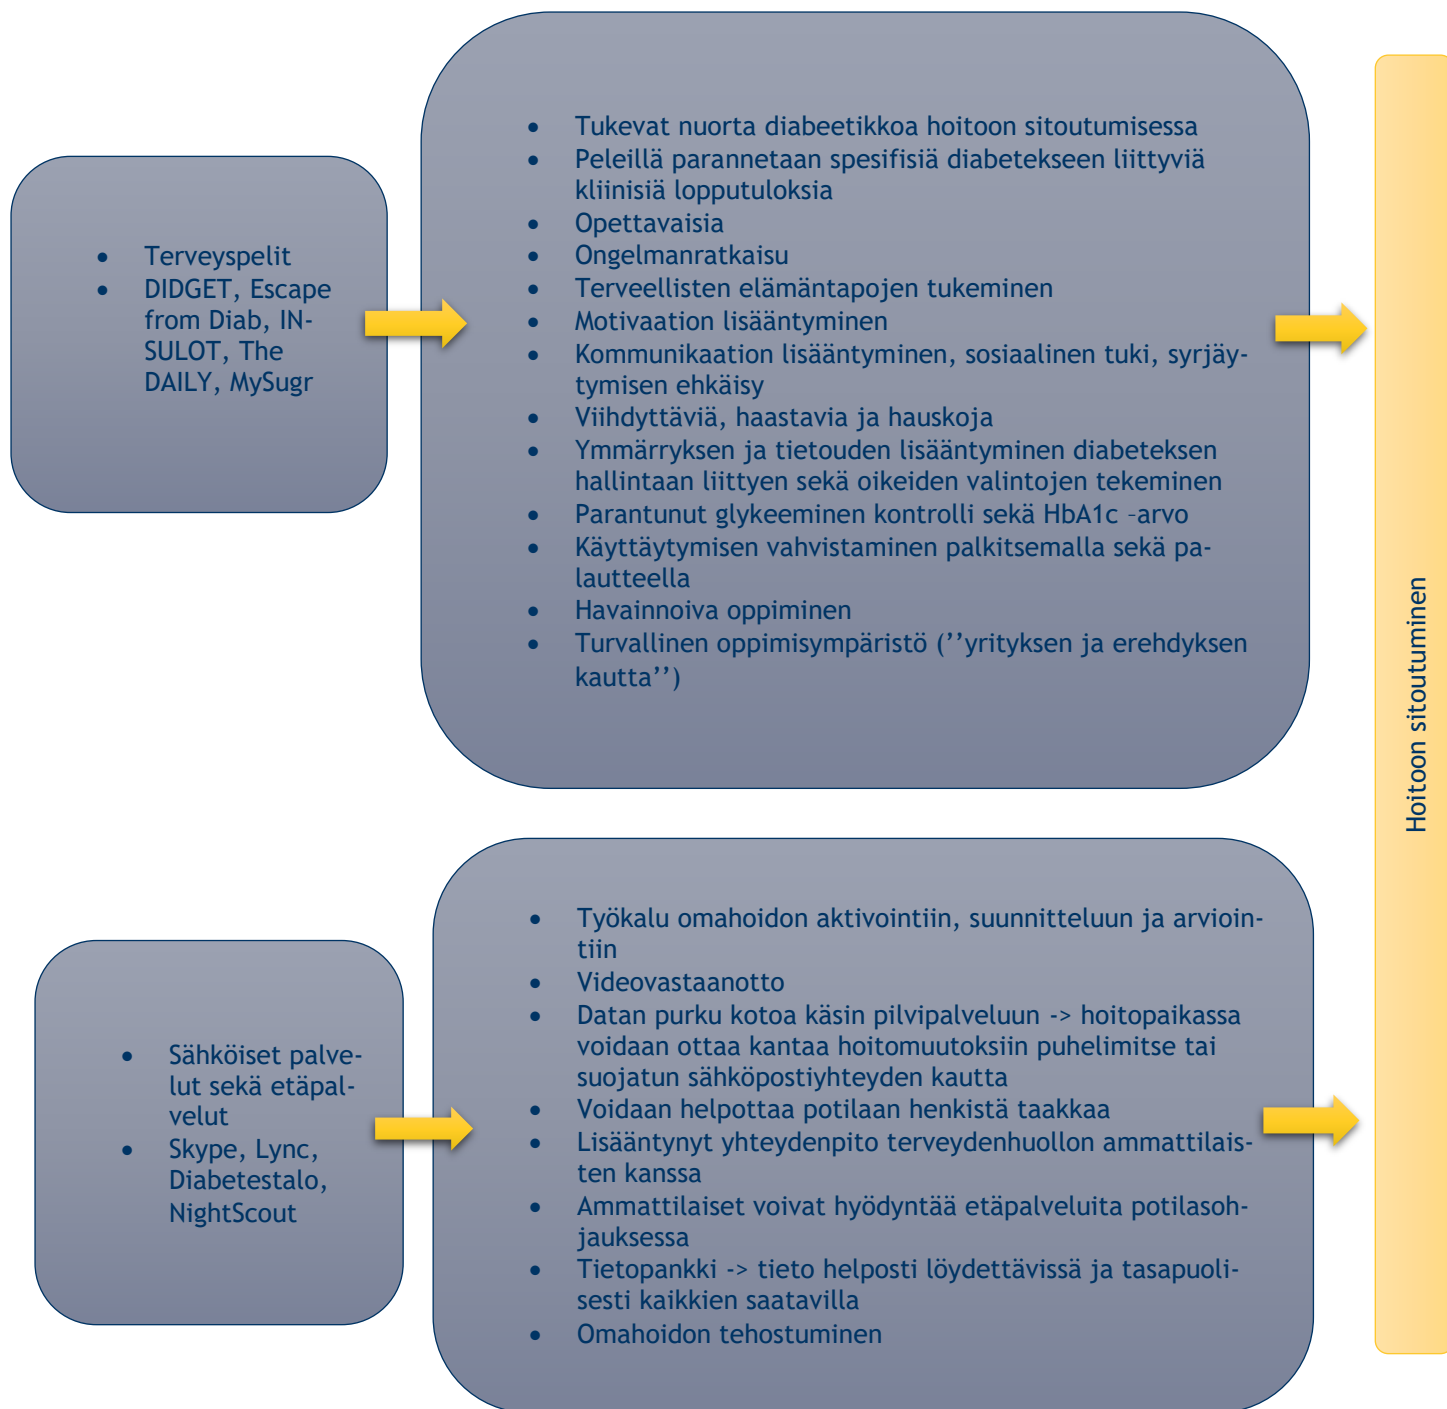 Terveyspelit
DIDGET, Escape
from Diab, IN-
SULOT, The
DAILY, MySugr
Tukevat nuorta diabeetikkoa hoitoon sitoutumisessa
Peleillä parannetaan spesifisiä diabetekseen liittyviä
kliinisiä lopputuloksia
Opettavaisia
Ongelmanratkaisu
Terveellisten elämäntapojen tukeminen
Motivaation lisääntyminen
Kommunikaation lisääntyminen, sosiaalinen tuki, syrjäy-
tymisen ehkäisy
Viihdyttäviä, haastavia ja hauskoja
Ymmärryksen ja tietouden lisääntyminen diabeteksen
hallintaan liittyen sekä oikeiden valintojen tekeminen
Parantunut glykeeminen kontrolli sekä HbA1c –arvo
Käyttäytymisen vahvistaminen palkitsemalla sekä pa-
lautteella
Havainnoiva oppiminen
Turvallinen oppimisympäristö (’’yrityksen ja erehdyksen
kautta’’)
Sähköiset palve-
lut sekä etäpal-
velut
Skype, Lync,
Diabetestalo,
NightScout
Työkalu omahoidon aktivointiin, suunnitteluun ja arvioin-
tiin
Videovastaanotto
Datan purku kotoa käsin pilvipalveluun -> hoitopaikassa
voidaan ottaa kantaa hoitomuutoksiin puhelimitse tai
suojatun sähköpostiyhteyden kautta
Voidaan helpottaa potilaan henkistä taakkaa
Lisääntynyt yhteydenpito terveydenhuollon ammattilais-
ten kanssa
Ammattilaiset voivat hyödyntää etäpalveluita potilasoh-
jauksessa
Tietopankki -> tieto helposti löydettävissä ja tasapuoli-
sesti kaikkien saatavilla
Omahoidon tehostuminen
Hoitoon sitoutuminen